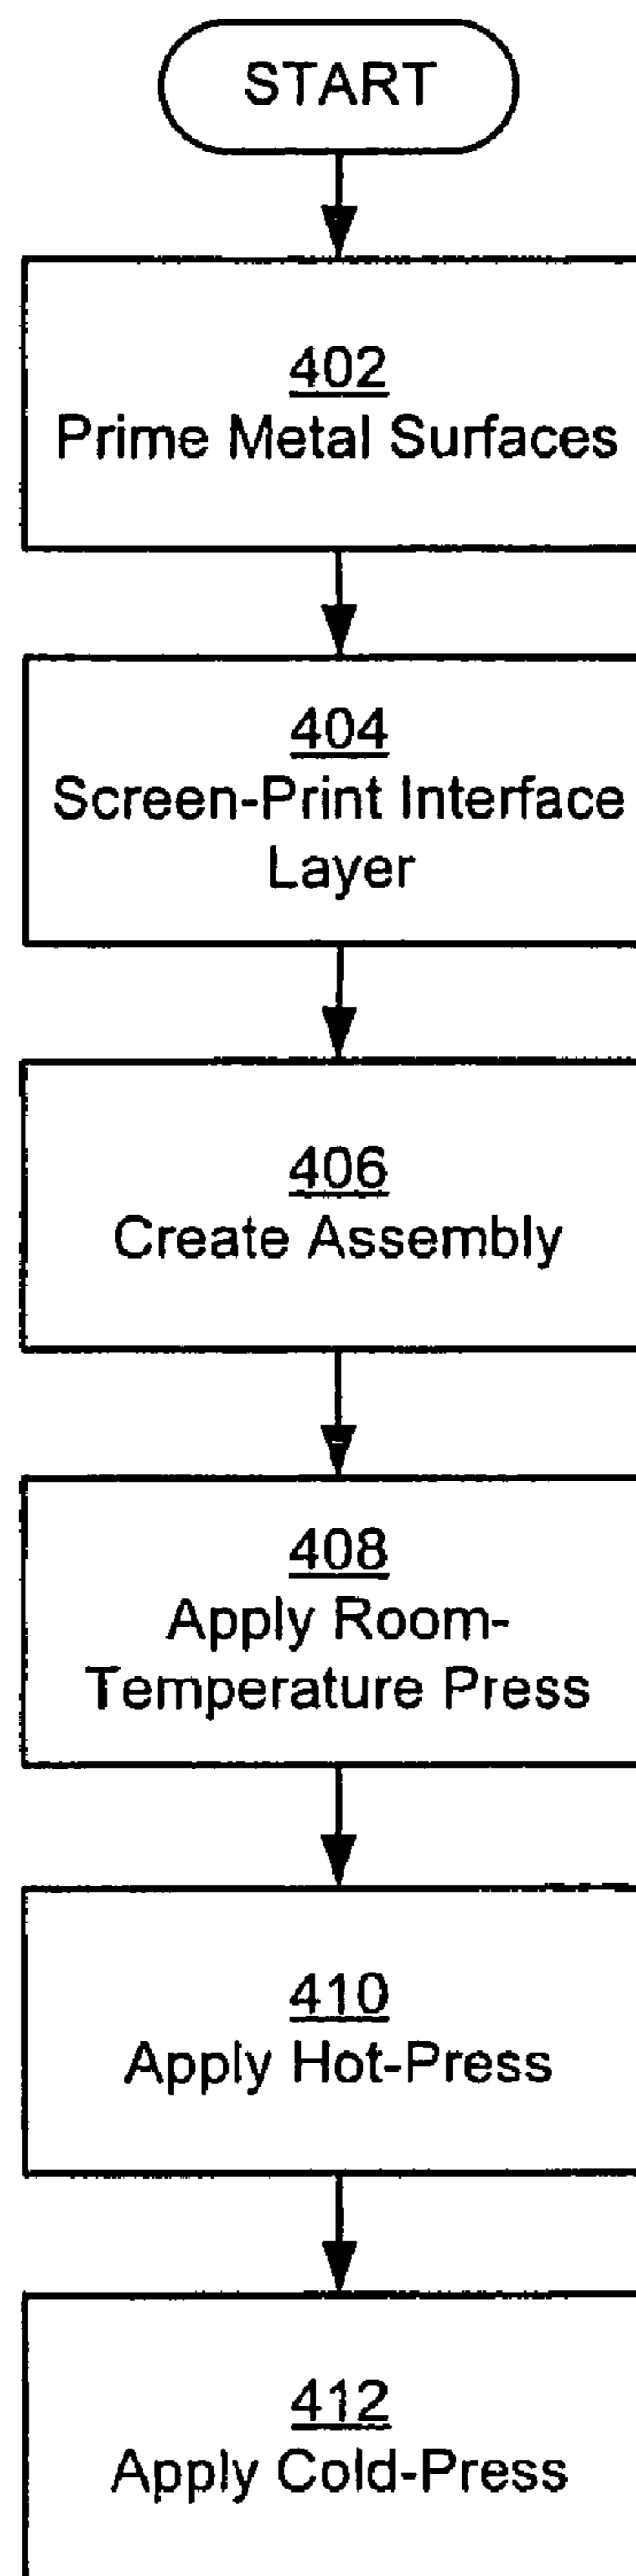 START
402
Prime Metal Surfaces
404
Screen-Print Interface
Layer
406
Create Assembly
408
Apply Room-
Temperature Press
410
Apply Hot-Press
412
Apply Cold-Press